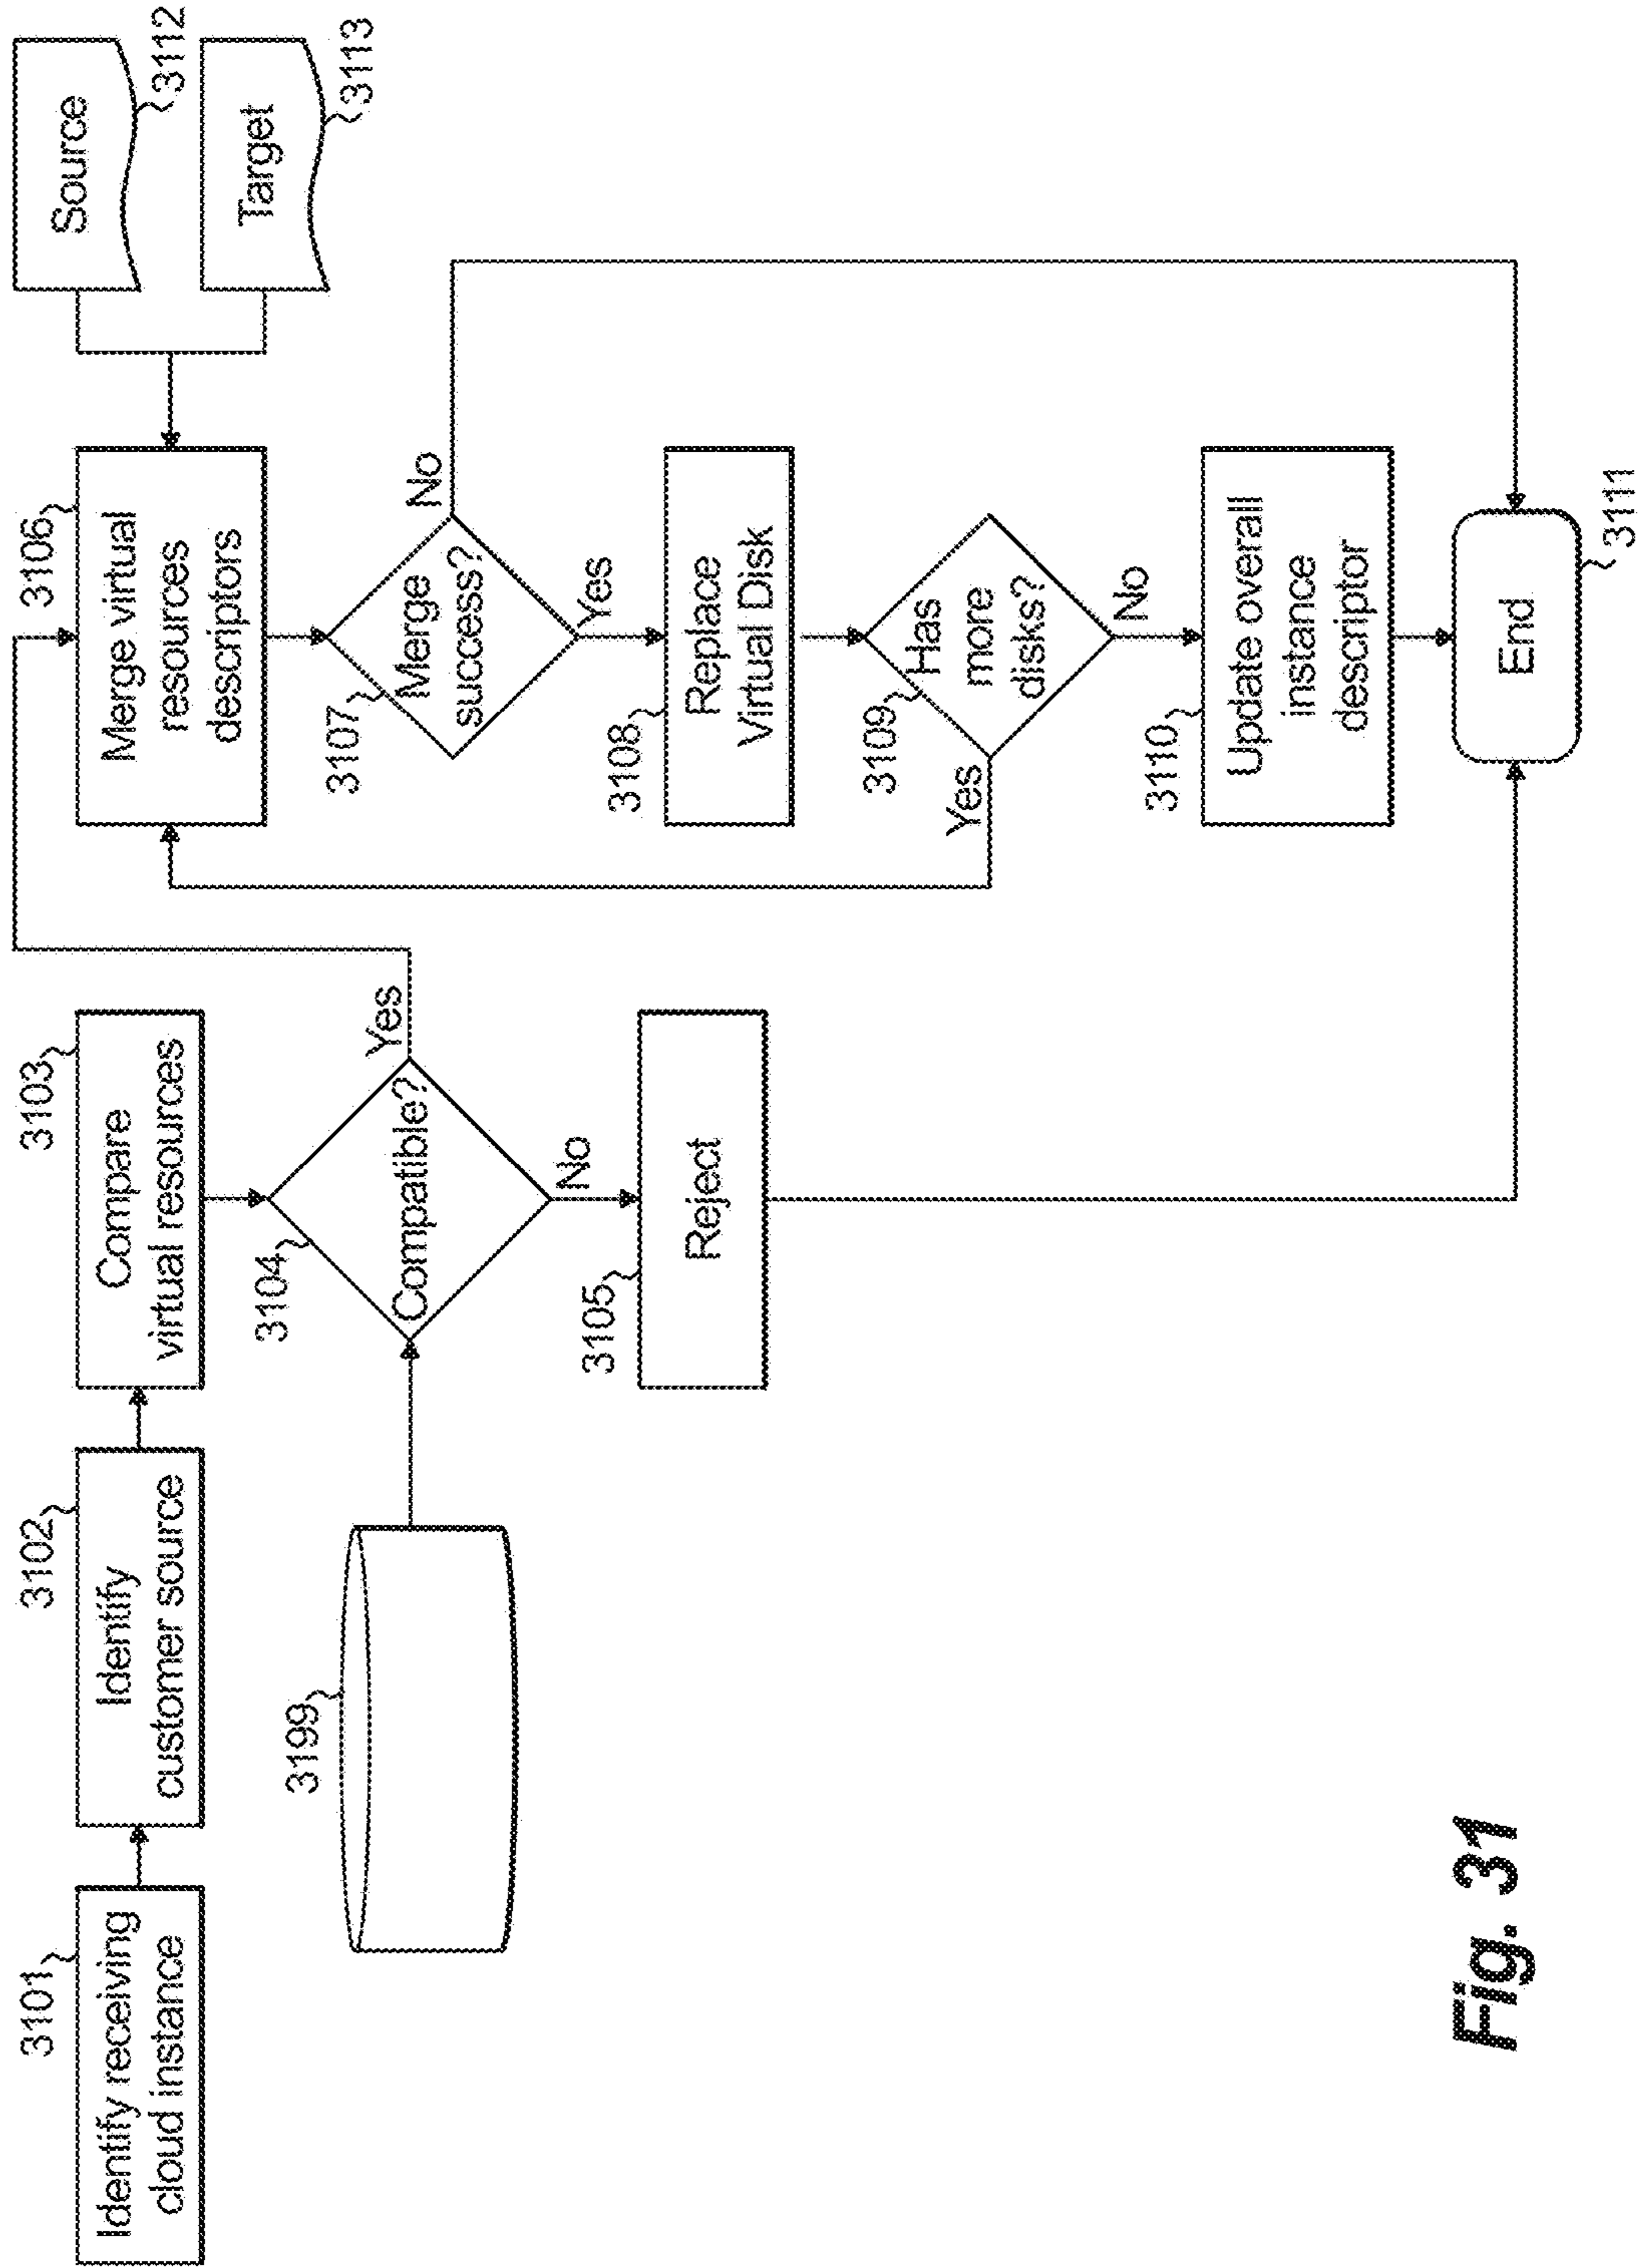 3101
Identify receiving
cloud instance
3102
Identify
customer source
3103
Compare
virtual resources
3199
3104
Compatible?
Yes
No
3105
Reject
3106
Merge virtual
resources
descriptors
Source
3112
Target
3113
3107
Merge
success?
No
Yes
3108
Replace
Virtual Disk
3109
Has
more
disks?
Yes
No
3110
Update overall
instance
descriptor
End
3111
Fig. 31